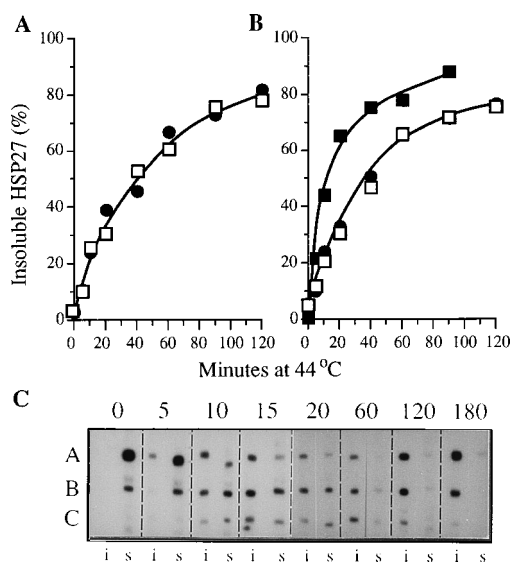 A B
100 100
80 80
60 60
40 40
20 20
0 0
0 20 40 60 80 100 120 0 20 40 60 80 100 120
Insoluble HSP27 (%)
Minutes at 44 °C
C
0 5 10 15 20 60 120 180
A
B
C
i s i s i s i s i s i s i s i s